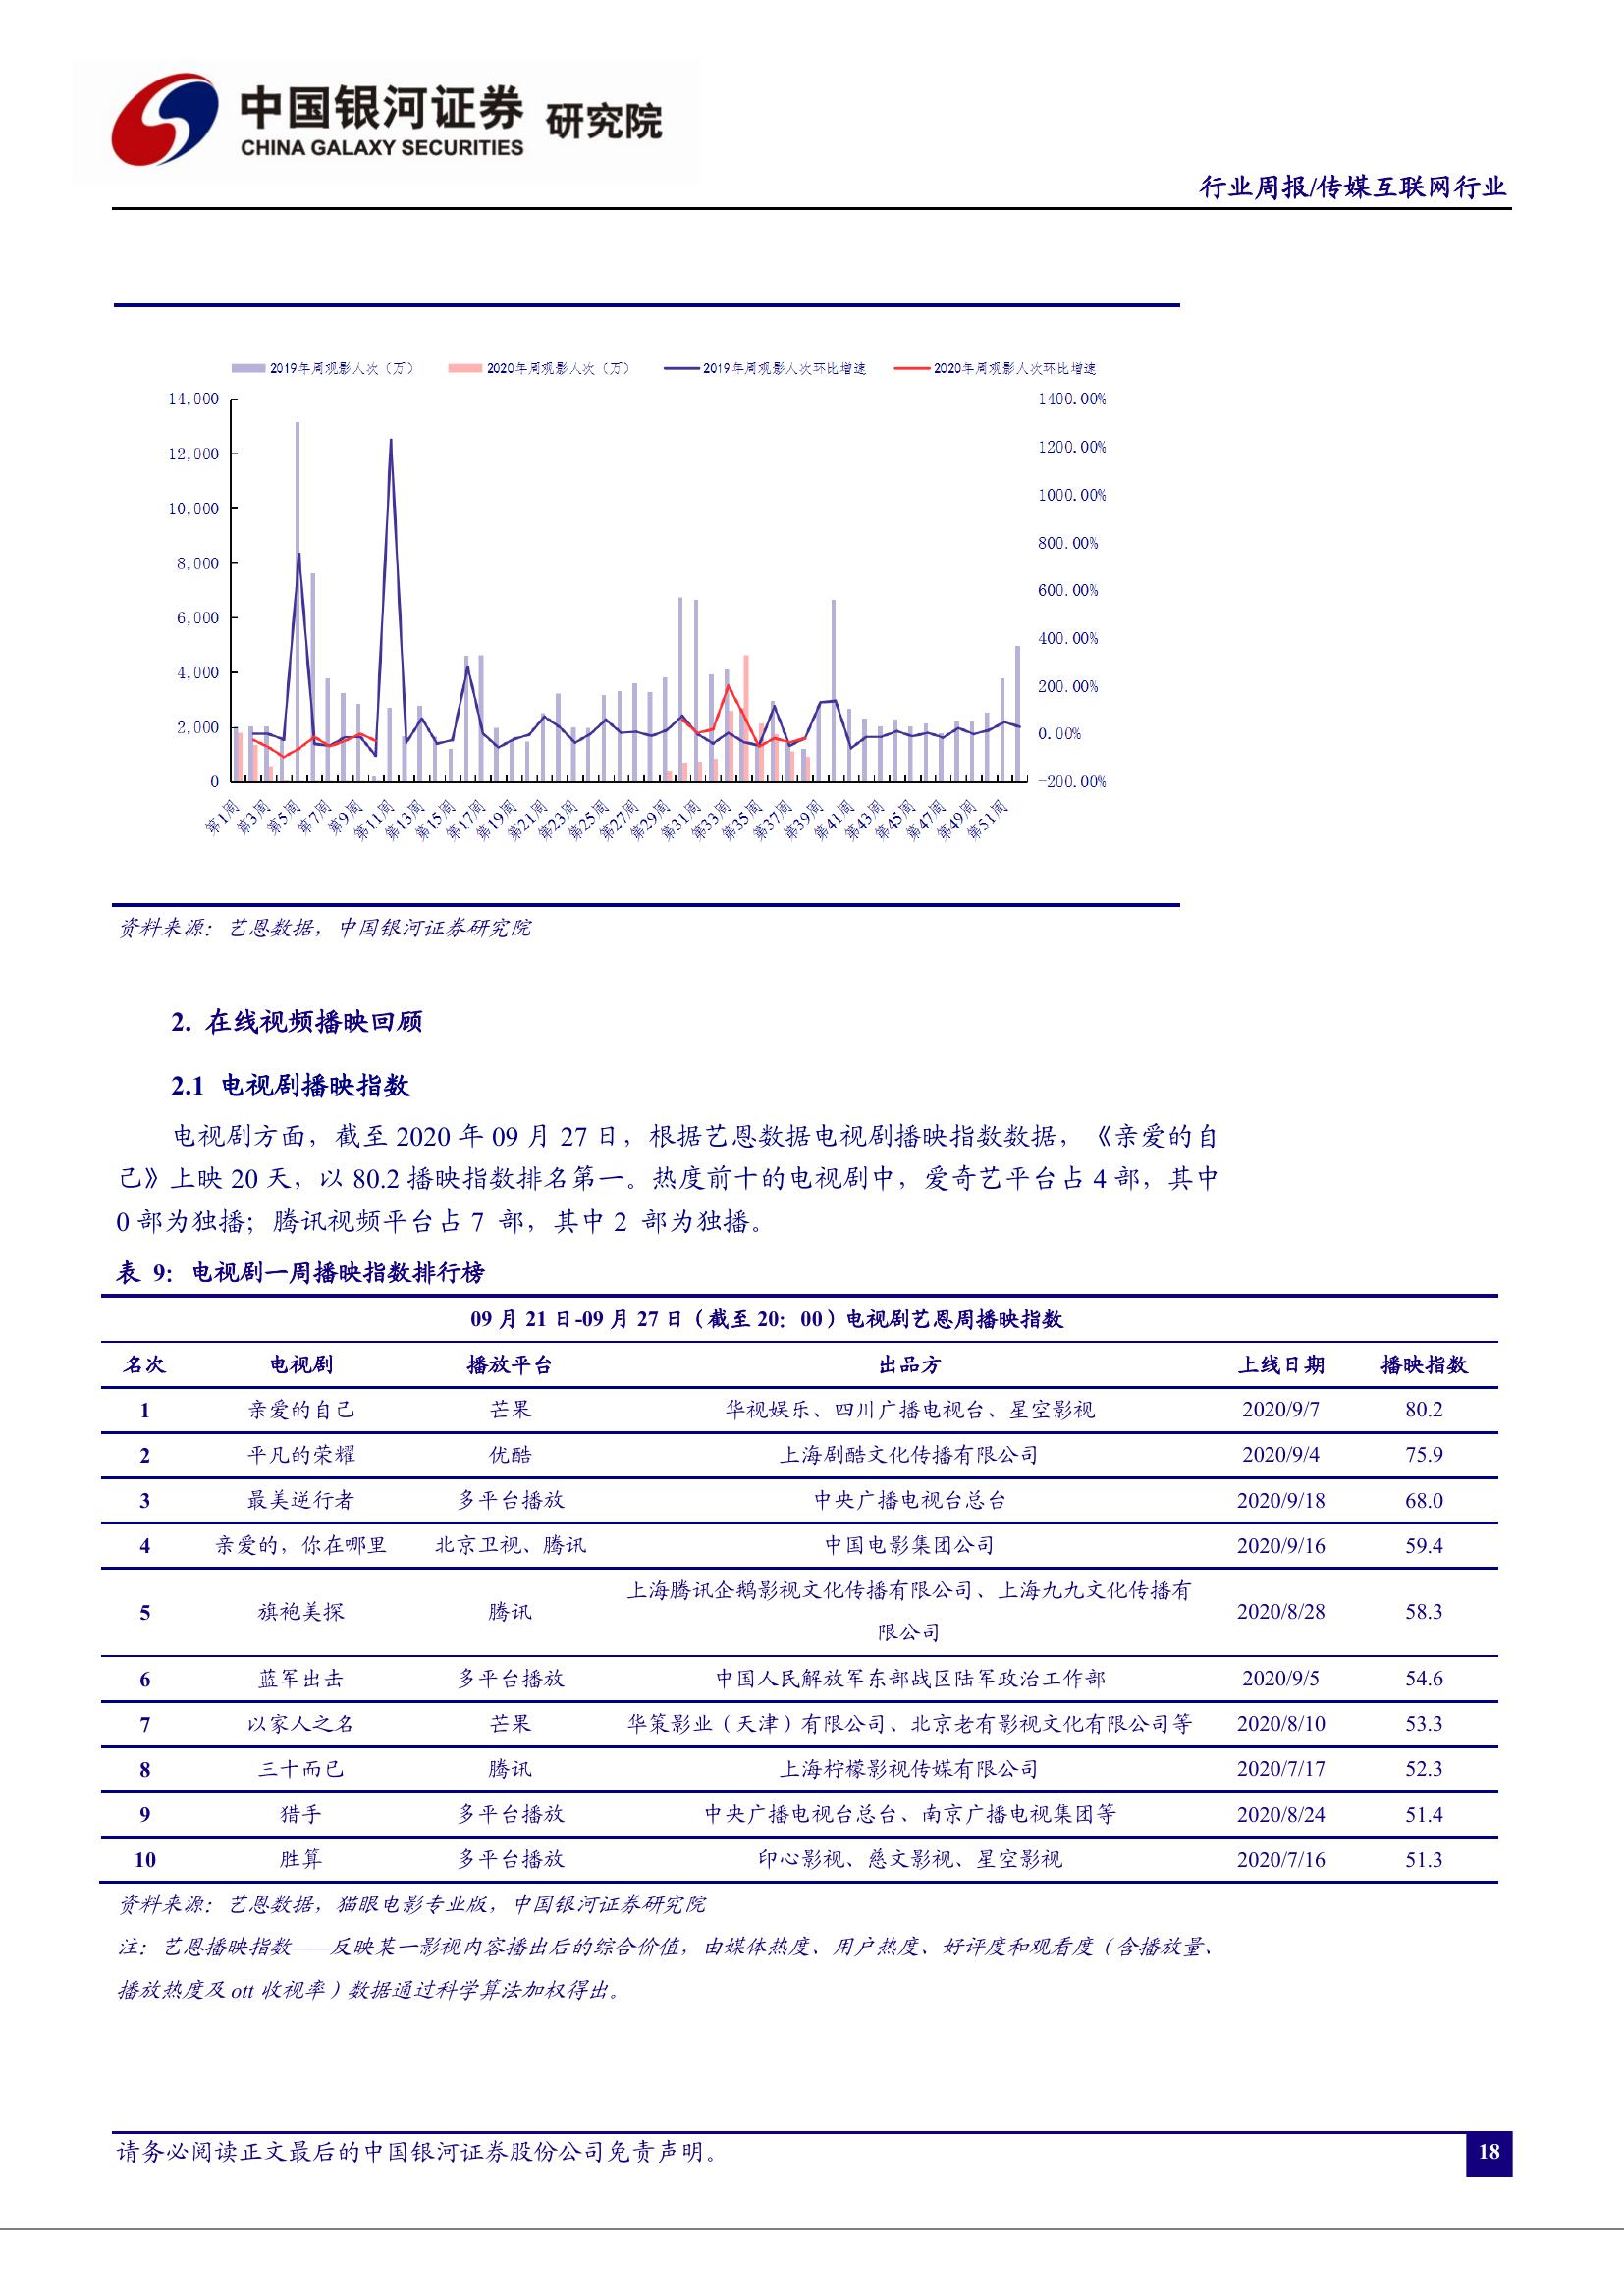 中国银河证券 研究院
CHINA GALAXY SECURITIES
行业周报/传媒互联网行业
2019年周观影人次（万） 2020年周观影人次（万） 2019年周观影人次环比增速 2020年周观影人次环比增速
14,000 1400.00%
12,000 1200.00%
10,000 1000.00%
8,000 800.00%
6,000 600.00%
4,000 400.00%
2,000 200.00%
0 0.00%
-200.00%
第1周 第3周 第5周 第7周 第9周 第11周 第13周 第15周 第17周 第19周 第21周 第23周 第25周 第27周 第29周 第31周 第33周 第35周 第37周 第39周 第41周 第43周 第45周 第47周 第49周 第51周
资料来源：艺恩数据，中国银河证券研究院
2. 在线视频播映回顾
2.1 电视剧播映指数
电视剧方面，截至 2020 年 09 月 27 日，根据艺恩数据电视剧播映指数数据，《亲爱的自
己》上映 20 天，以 80.2 播映指数排名第一。热度前十的电视剧中，爱奇艺平台占 4 部，其中
0 部为独播；腾讯视频平台占 7 部，其中 2 部为独播。
表 9：电视剧一周播映指数排行榜
09 月 21 日-09 月 27 日（截至 20：00）电视剧艺恩周播映指数
名次 电视剧 播放平台 出品方 上线日期 播映指数
1 亲爱的自己 芒果 华视娱乐、四川广播电视台、星空影视 2020/9/7 80.2
2 平凡的荣耀 优酷 上海剧酷文化传播有限公司 2020/9/4 75.9
3 最美逆行者 多平台播放 中央广播电视台总台 2020/9/18 68.0
4 亲爱的，你在哪里 北京卫视、腾讯 中国电影集团公司 2020/9/16 59.4
5 旗袍美探 腾讯 上海腾讯企鹅影视文化传播有限公司、上海九九文化传播有
限公司 2020/8/28 58.3
6 蓝军出击 多平台播放 中国人民解放军东部战区陆军政治工作部 2020/9/5 54.6
7 以家人之名 芒果 华策影业（天津）有限公司、北京老有影视文化有限公司等 2020/8/10 53.3
8 三十而已 腾讯 上海柠檬影视传媒有限公司 2020/7/17 52.3
9 猎手 多平台播放 中央广播电视台总台、南京广播电视集团等 2020/8/24 51.4
10 胜算 多平台播放 印心影视、慈文影视、星空影视 2020/7/16 51.3
资料来源：艺恩数据，猫眼电影专业版，中国银河证券研究院
注：艺恩播映指数——反映某一影视内容播出后的综合价值，由媒体热度、用户热度、好评度和观看度（含播放量、
播放热度及 ott 收视率）数据通过科学算法加权得出。
请务必阅读正文最后的中国银河证券股份公司免责声明。
18